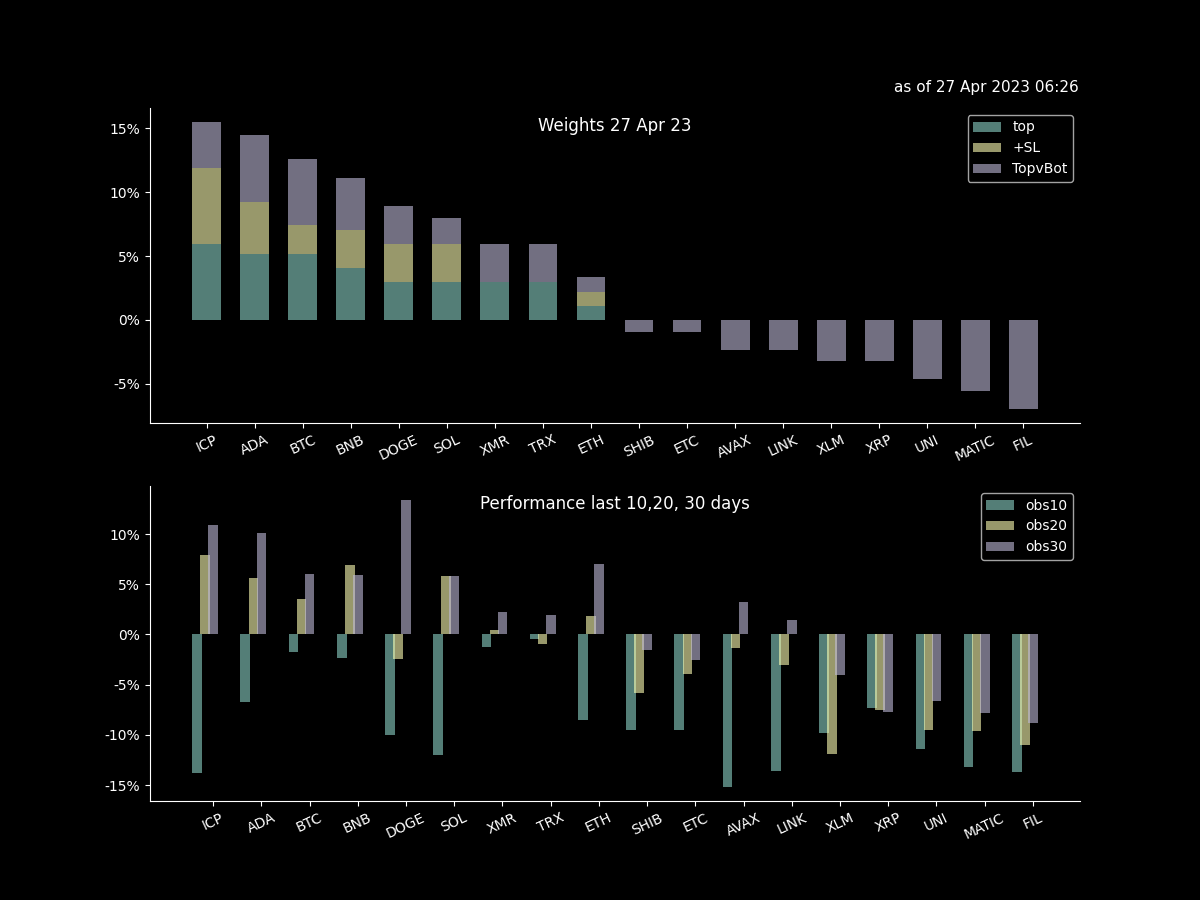 as of 27 Apr 2023 06:26
Weights 27 Apr 23
top
+SL
TopvBot
15%
10%
5%
0%
-5%
ICP ADA BTC BNB DOGE SOL XMR TRX ETH SHIB ETC AVAX LINK XLM XRP UNI MATIC FIL
Performance last 10,20, 30 days
obs10
obs20
obs30
10%
5%
0%
-5%
-10%
-15%
ICP ADA BTC BNB DOGE SOL XMR TRX ETH SHIB ETC AVAX LINK XLM XRP UNI MATIC FIL